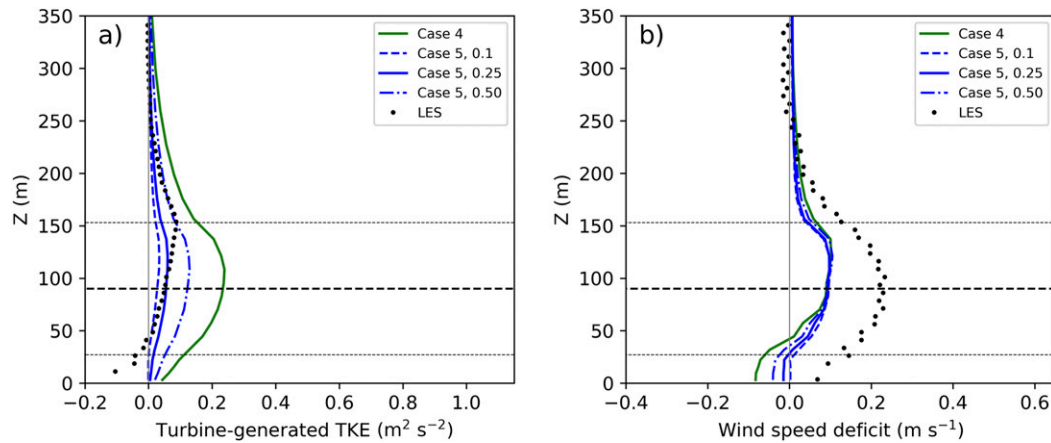 a)
Case 4
Case 5, 0.1
Case 5, 0.25
Case 5, 0.50
LES
350
300
250
200
150
100
50
0
Z (m)
−0.2 0.0 0.2 0.4 0.6 0.8 1.0
Turbine-generated TKE (m² s⁻²)
b)
Case 4
Case 5, 0.1
Case 5, 0.25
Case 5, 0.50
LES
350
300
250
200
150
100
50
0
Z (m)
−0.4 −0.2 0.0 0.2 0.4 0.6
Wind speed deficit (m s⁻¹)